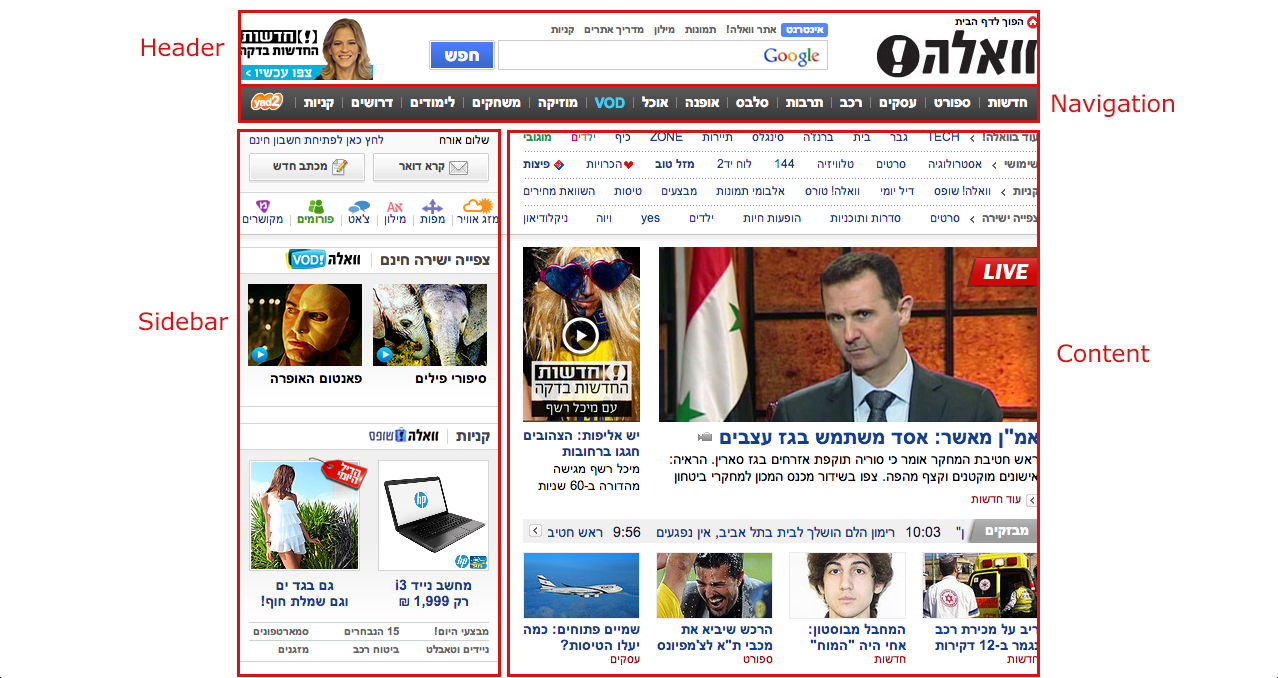 Header
הפוך לדף הבית
וואלה!
אינטרנט אתר וואלה! תמונות מילון מדריך אתרים קניות
Google
חפש
חדשות!
החדשות בדקה
צפו עכשיו >
Navigation
חדשות ספורט עסקים רכב תרבות סלבס אופנה אוכל VOD מוזיקה משחקים לימודים דרושים קניות yad2
Content
עוד בוואלה! TECH גבר בית ברנז'ה סינגלס תיירות ZONE כיף ילדים מוגובי
שימושי אסטרולוגיה סרטים טלוויזיה 144 לוח יד2 מזל טוב הכרויות פיצות
קניות וואלה! שופס דיל יומי וואלה! טורס אלבומי תמונות מבצעים טיסות השוואת מחירים
צפייה ישירה סרטים סדרות ותוכניות הופעות חיות ילדים yes ויוה ניקלודיאון
LIVE
אמ"ן מאשר: אסד משתמש בגז עצבים
ראש חטיבת המחקר אומר כי סוריה תוקפת אזרחים בגז סארין. הראיה:
אישונים מוקטנים וקצף מהפה. צפו בשידור מכנס המכון למחקרי ביטחון
עוד חדשות
חדשות!
החדשות בדקה
עם מיכל רשף
יש אליפות: הצהובים
חגגו ברחובות
מיכל רשף מגישה
מהדורה ב-60 שניות
מבזקים
ן" 10:03 רימון הלם הושלך לבית בתל אביב, אין נפגעים 9:56 ראש חטיב
ריב על מכירת רכב
נגמר ב-12 דקירות
חדשות
המחבל מבוסטון:
אחי היה "המוח"
חדשות
הרכש שיביא את
מכבי ת"א לצ'מפיונס
ספורט
שמיים פתוחים: כמה
יעלו הטיסות?
עסקים
Sidebar
שלום אורח לחץ כאן לפתיחת חשבון חינם
קרא דואר מכתב חדש
מזג אוויר מפות מילון צ'אט פורומים מקושרים
צפייה ישירה חינם וואלה! VOD
סיפורי פילים
פאנטום האופרה
קניות וואלה! שופס
hp
מחשב נייד i3
רק 1,999 ₪
הדיל היומי
גם בגד ים
וגם שמלת חוף!
מבצעי היום! 15 הנבחרים סמארטפונים
ניידים וטאבלט ביטוח רכב מזגנים